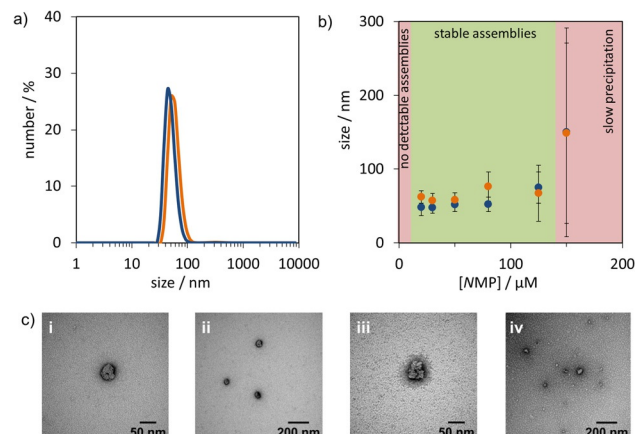 a)
number / %
40
30
20
10
0
1 10 100 1000 10000
size / nm
b)
size / nm
300
200
100
0
0 100 200
[NMP] / µM
no detctable assemblies
stable assemblies
slow precipitation
c)
i
50 nm
ii
200 nm
iii
50 nm
iv
200 nm